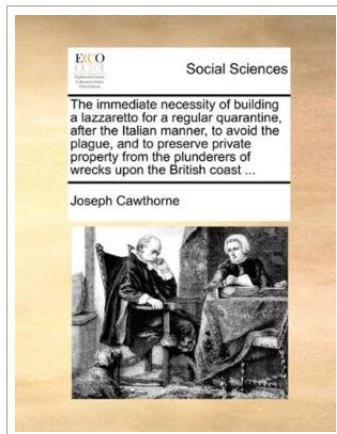 ECCO
Social Sciences
The immediate necessity of building
a lazzaretto for a regular quarantine,
after the Italian manner, to avoid the
plague, and to preserve private
property from the plunderers of
wrecks upon the British coast ...
Joseph Cawthorne